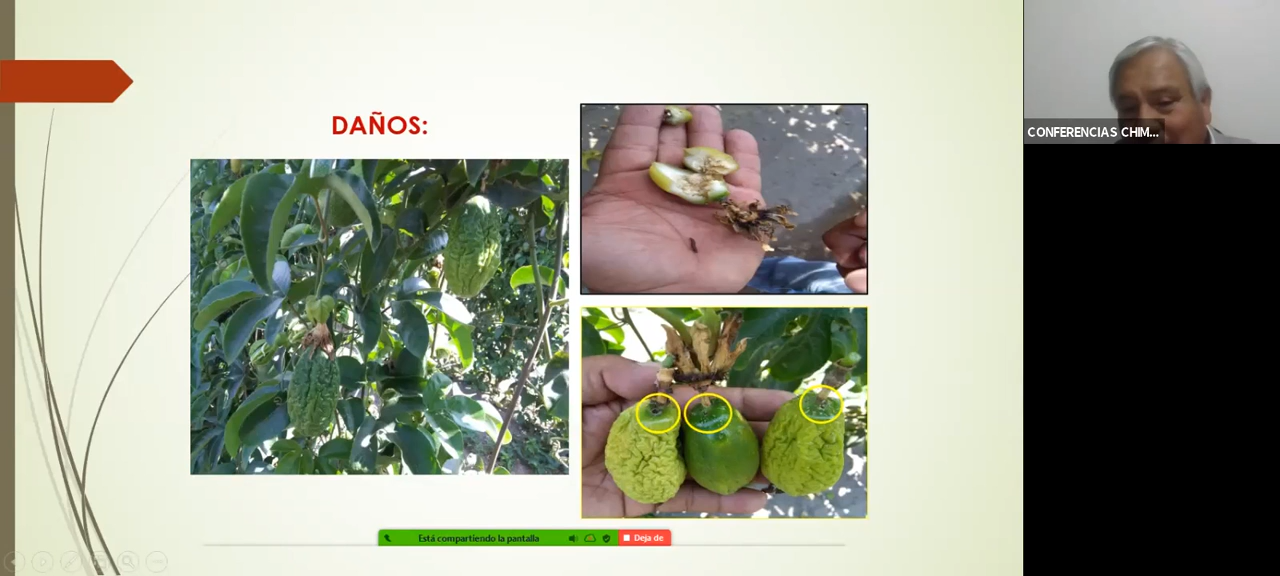 DAÑOS:
CONFERENCIAS CHIM...
Está compartiendo la pantalla
Deja de